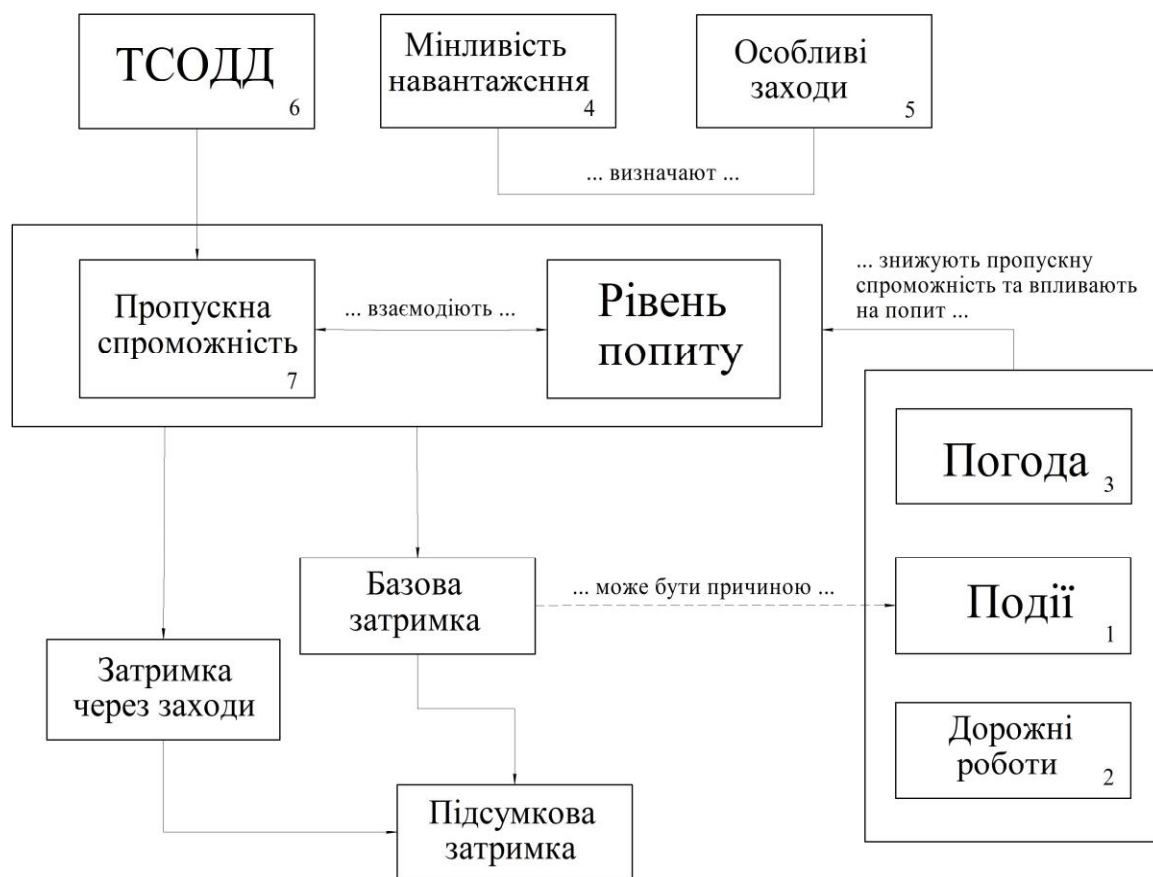 ТСОДД
6
Мінливість
навантаження
4
Особливі
заходи
5
... визначают ...
Пропускна
спроможність
7
... взаємодіють ...
Рівень
попиту
... знижують пропускну
спроможність та впливають
на попит ...
Погода
3
Базова
затримка
... може бути причиною ...
Події
1
Затримка
через заходи
Дорожні
роботи
2
Підсумкова
затримка